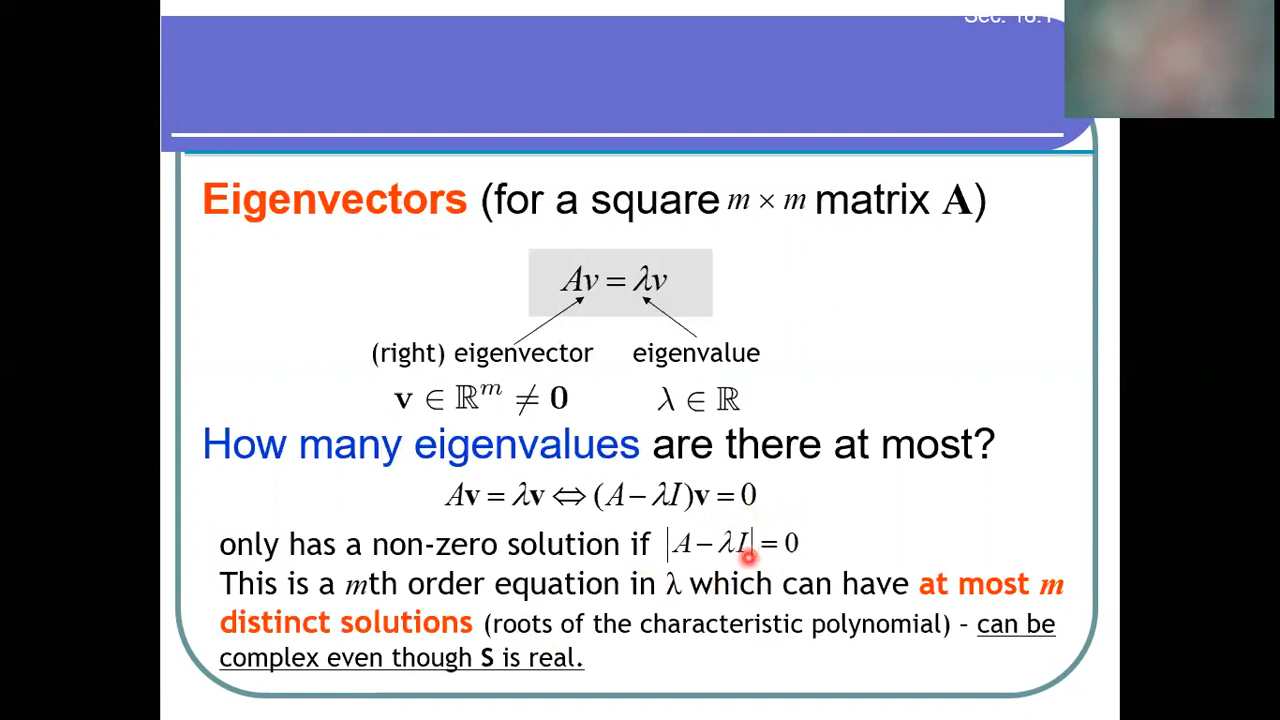 Eigenvectors (for a square m × m matrix A)
Av = λv
(right) eigenvector eigenvalue
v ∈ ℝ^m ≠ 0 λ ∈ ℝ
How many eigenvalues are there at most?
Av = λv ⇔ (A − λI)v = 0
only has a non-zero solution if |A − λI| = 0
This is a mth order equation in λ which can have at most m
distinct solutions (roots of the characteristic polynomial) – can be
complex even though S is real.